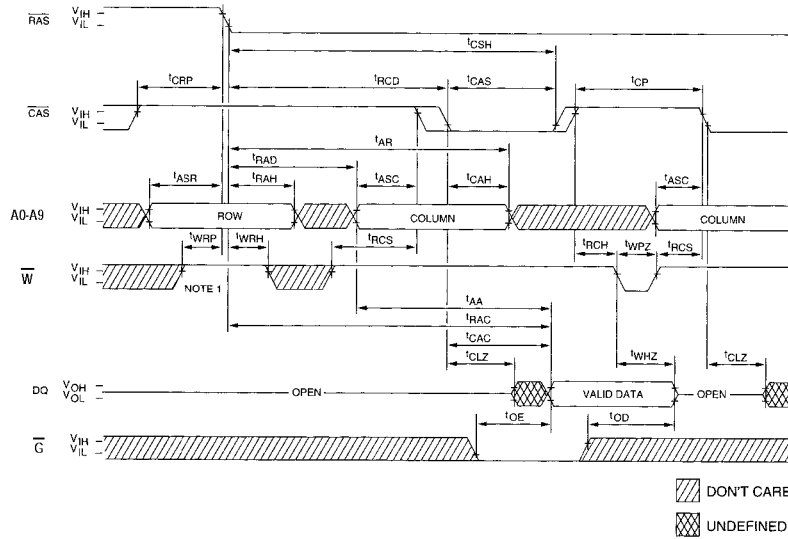 RAS VIH VIL
tCSH
tCRP tRCD tCAS tCP
CAS VIH VIL
tAR
tRAD
tASR tRAH tASC tCAH tASC
A0-A9 VIH VIL ROW COLUMN COLUMN
tWRP tWRH tRCS tRCH tWPZ tRCS
W VIH VIL NOTE 1
tAA
tRAC
tCAC
tCLZ tWHZ tCLZ
DQ VOH VOL OPEN VALID DATA OPEN
tOE tOD
G VIH VIL
DON'T CARE
UNDEFINED